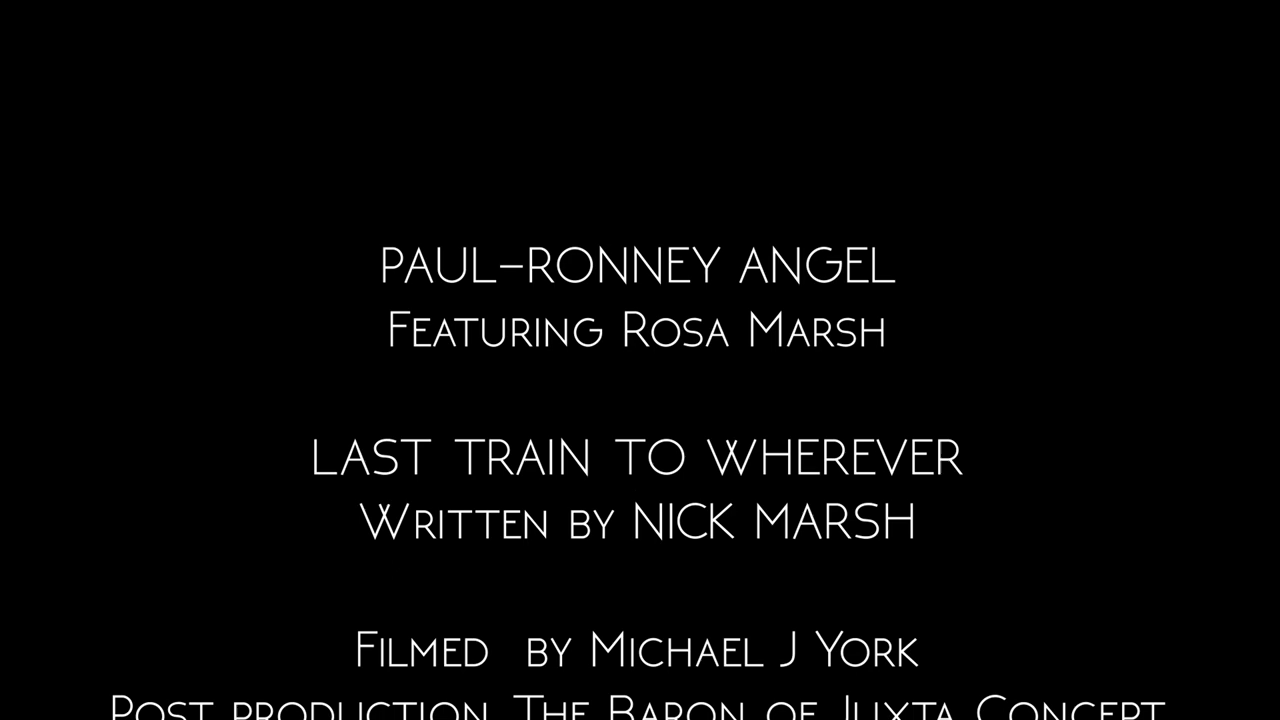 PAUL-RONNEY ANGEL
Featuring Rosa Marsh
LAST TRAIN TO WHEREVER
Written by NICK MARSH
Filmed by Michael J York
Post production The Baron of Juxta Concept